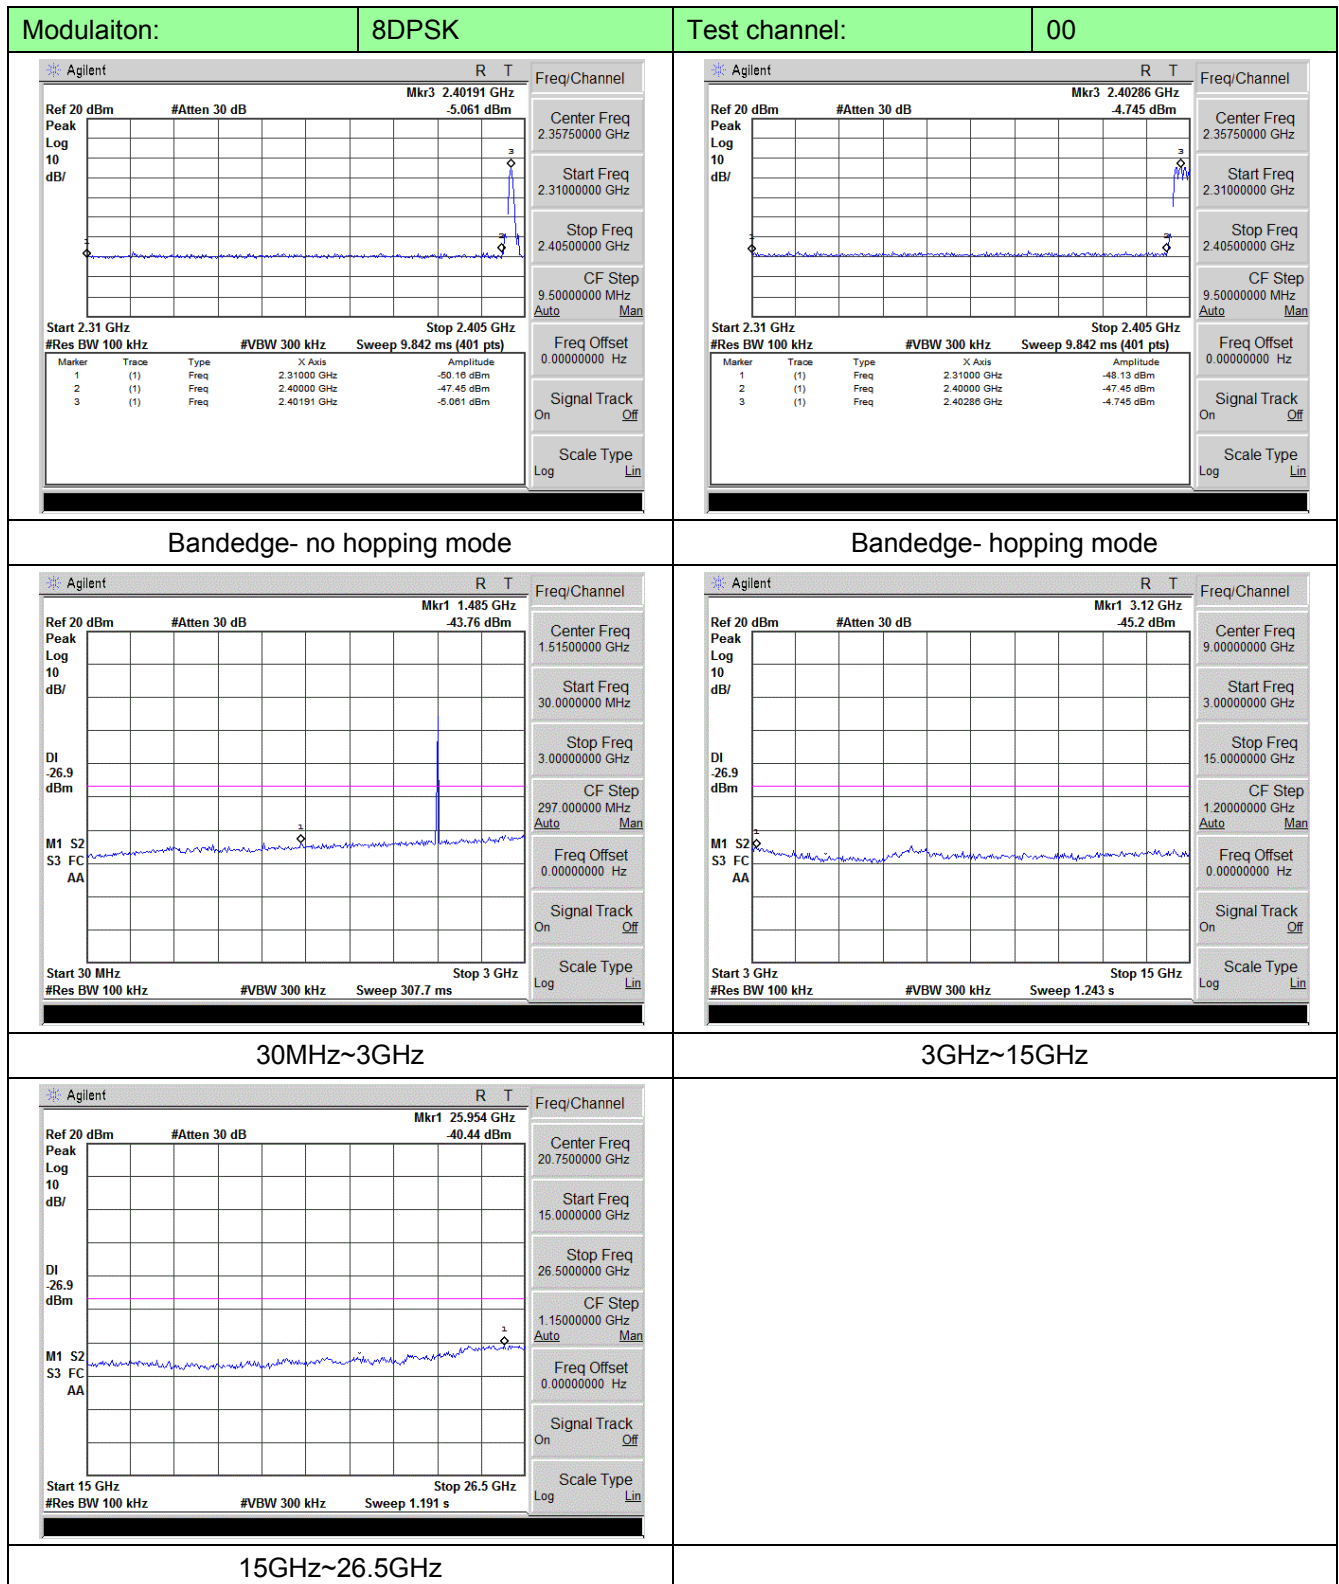 Modulaiton: 8DPSK Test channel: 00
Agilent R T
Mkr3 2.40191 GHz
Ref 20 dBm #Atten 30 dB -5.061 dBm
Peak
Log
10
dB/
3
1
2
Start 2.31 GHz Stop 2.405 GHz
#Res BW 100 kHz #VBW 300 kHz Sweep 9.842 ms (401 pts)
Marker Trace Type X Axis Amplitude
1 (1) Freq 2.31000 GHz -50.16 dBm
2 (1) Freq 2.40000 GHz -47.45 dBm
3 (1) Freq 2.40191 GHz -5.061 dBm
Freq/Channel
Center Freq
2.35750000 GHz
Start Freq
2.31000000 GHz
Stop Freq
2.40500000 GHz
CF Step
9.50000000 MHz
Auto Man
Freq Offset
0.00000000 Hz
Signal Track
On Off
Scale Type
Log Lin
Agilent R T
Mkr3 2.40286 GHz
Ref 20 dBm #Atten 30 dB -4.745 dBm
Peak
Log
10
dB/
3
1
2
Start 2.31 GHz Stop 2.405 GHz
#Res BW 100 kHz #VBW 300 kHz Sweep 9.842 ms (401 pts)
Marker Trace Type X Axis Amplitude
1 (1) Freq 2.31000 GHz -48.13 dBm
2 (1) Freq 2.40000 GHz -47.45 dBm
3 (1) Freq 2.40286 GHz -4.745 dBm
Freq/Channel
Center Freq
2.35750000 GHz
Start Freq
2.31000000 GHz
Stop Freq
2.40500000 GHz
CF Step
9.50000000 MHz
Auto Man
Freq Offset
0.00000000 Hz
Signal Track
On Off
Scale Type
Log Lin
Bandedge- no hopping mode Bandedge- hopping mode
Agilent R T
Mkr1 1.485 GHz
Ref 20 dBm #Atten 30 dB -43.76 dBm
Peak
Log
10
dB/
DI
-26.9
dBm
1
M1 S2
S3 FC
AA
Start 30 MHz Stop 3 GHz
#Res BW 100 kHz #VBW 300 kHz Sweep 307.7 ms
Freq/Channel
Center Freq
1.51500000 GHz
Start Freq
30.0000000 MHz
Stop Freq
3.00000000 GHz
CF Step
297.000000 MHz
Auto Man
Freq Offset
0.00000000 Hz
Signal Track
On Off
Scale Type
Log Lin
Agilent R T
Mkr1 3.12 GHz
Ref 20 dBm #Atten 30 dB -45.2 dBm
Peak
Log
10
dB/
DI
-26.9
dBm
1
M1 S2
S3 FC
AA
Start 3 GHz Stop 15 GHz
#Res BW 100 kHz #VBW 300 kHz Sweep 1.243 s
Freq/Channel
Center Freq
9.00000000 GHz
Start Freq
3.00000000 GHz
Stop Freq
15.0000000 GHz
CF Step
1.20000000 GHz
Auto Man
Freq Offset
0.00000000 Hz
Signal Track
On Off
Scale Type
Log Lin
30MHz~3GHz 3GHz~15GHz
Agilent R T
Mkr1 25.954 GHz
Ref 20 dBm #Atten 30 dB -40.44 dBm
Peak
Log
10
dB/
DI
-26.9
dBm
1
M1 S2
S3 FC
AA
Start 15 GHz Stop 26.5 GHz
#Res BW 100 kHz #VBW 300 kHz Sweep 1.191 s
Freq/Channel
Center Freq
20.7500000 GHz
Start Freq
15.0000000 GHz
Stop Freq
26.5000000 GHz
CF Step
1.15000000 GHz
Auto Man
Freq Offset
0.00000000 Hz
Signal Track
On Off
Scale Type
Log Lin
15GHz~26.5GHz